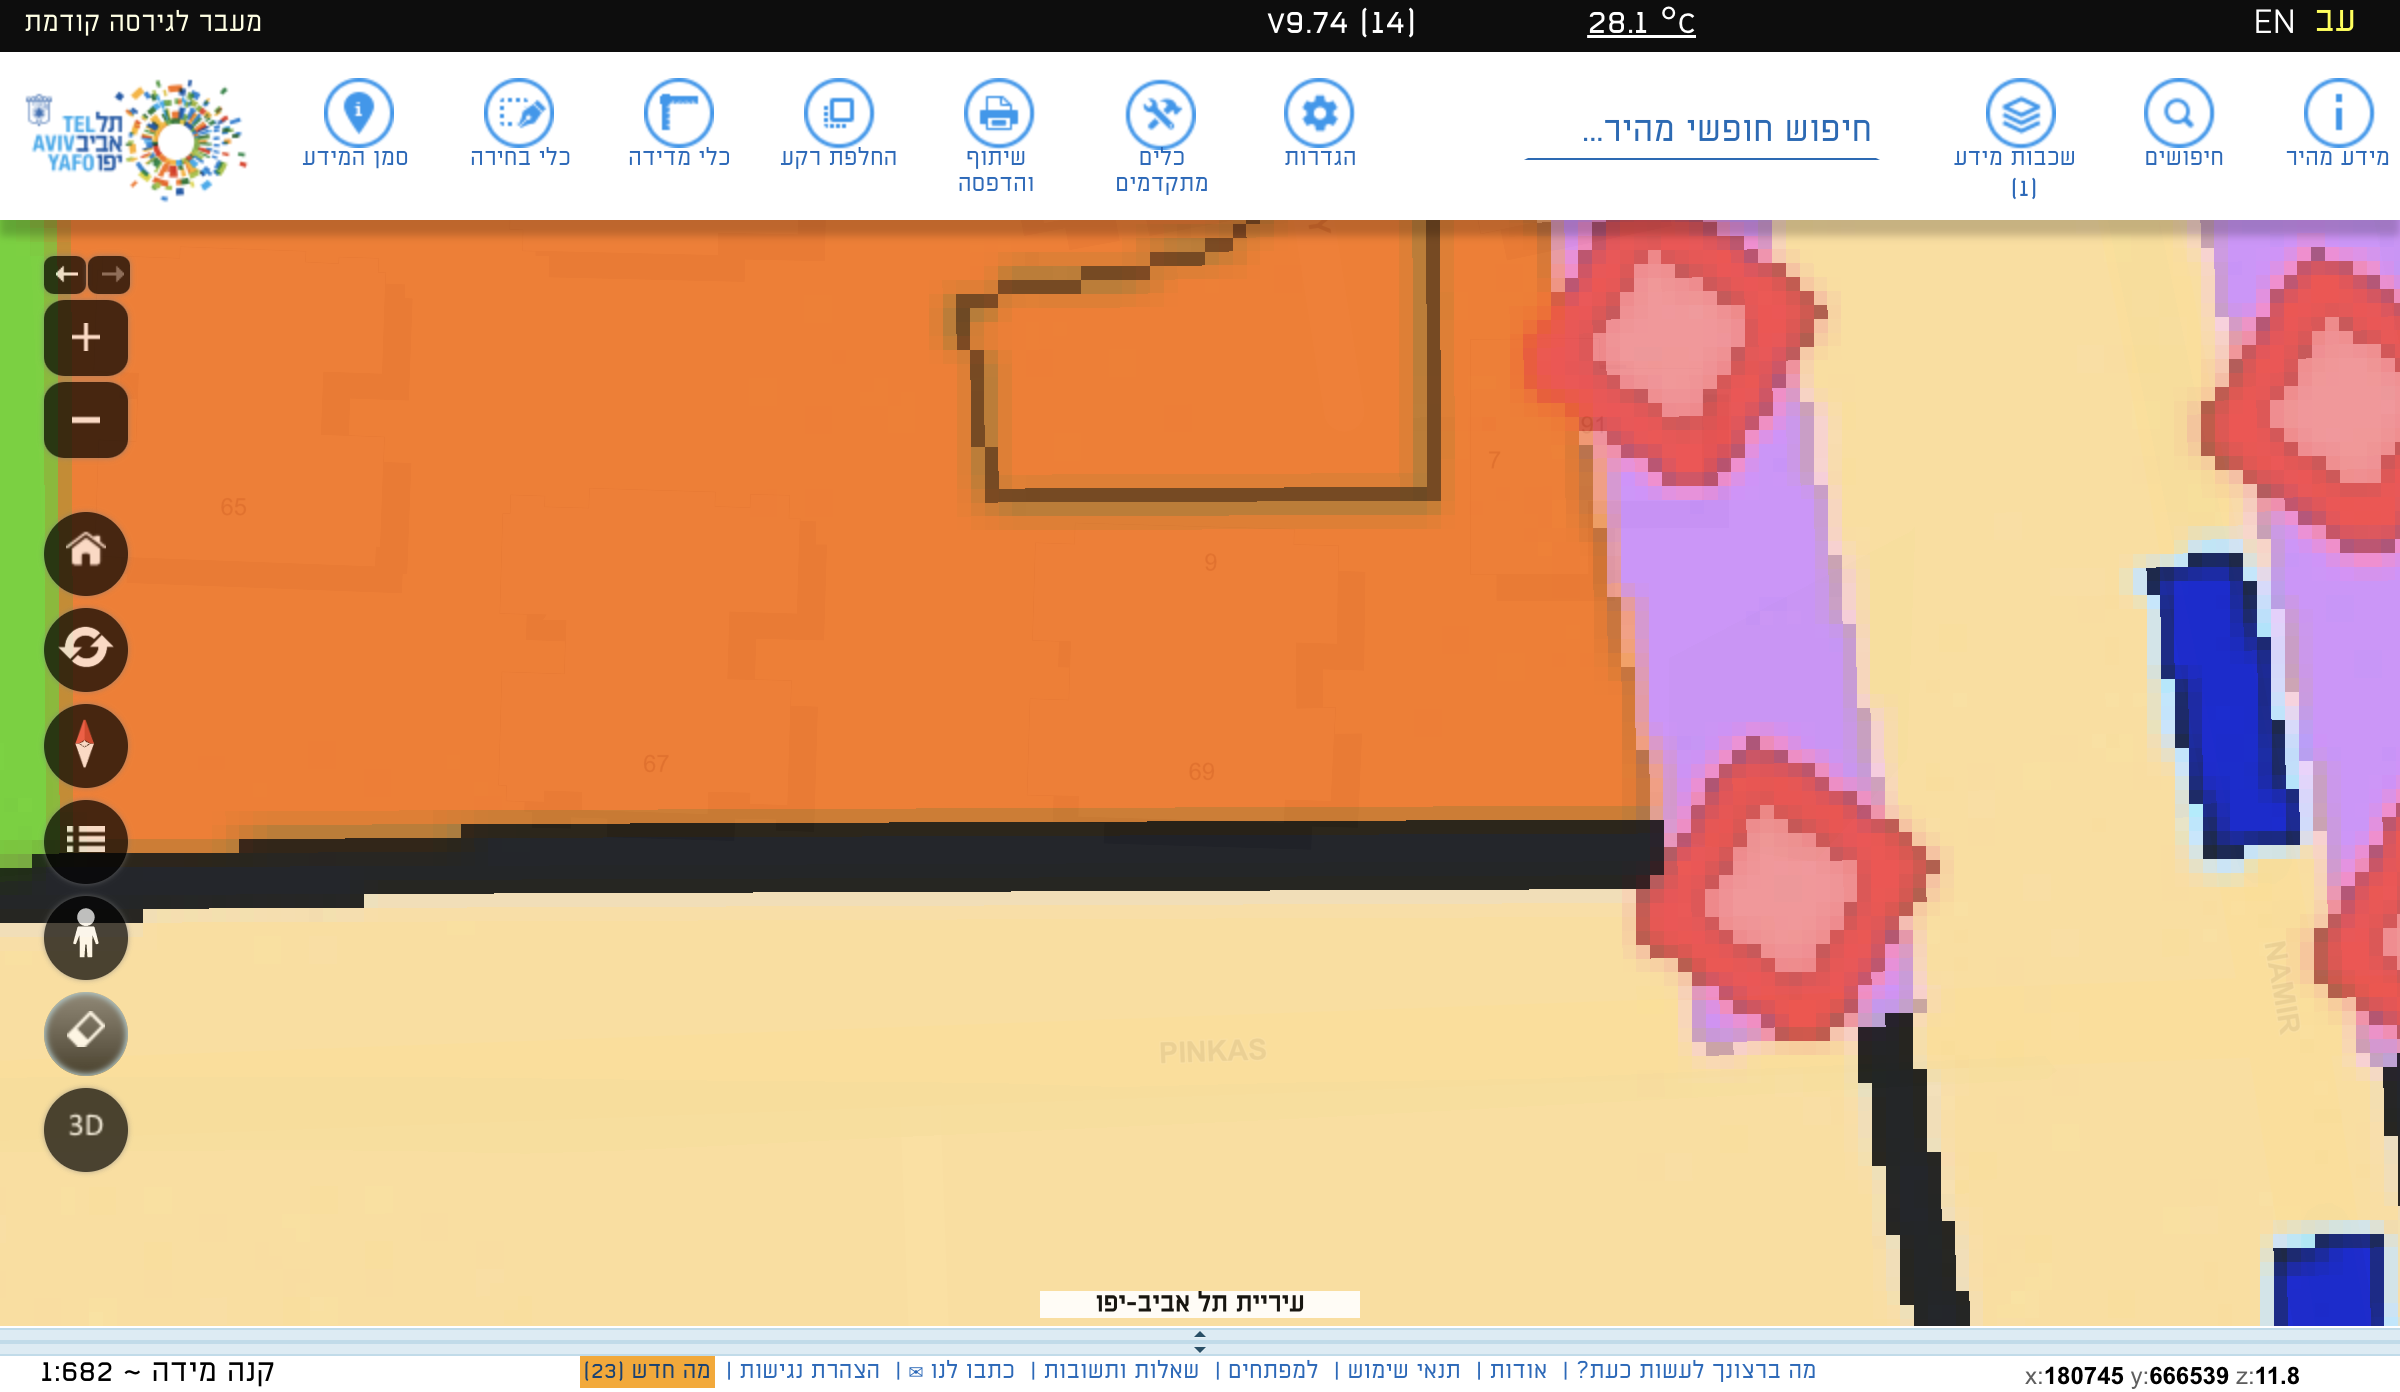 עב EN
28.1 °C
V9.74 (14)
מעבר לגירסה קודמת
מידע מהיר
חיפושים
שכבות מידע
(1)
חיפוש חופשי מהיר...
הגדרות
כלים
מתקדמים
שיתוף
והדפסה
החלפת רקע
כלי מדידה
כלי בחירה
סמן המידע
תל
אביב
יפו
TEL
AVIV
YAFO
91
7
65
9
67
69
3D
NAMIR
PINKAS
עיריית תל אביב-יפו
מה ברצונך לעשות כעת? | אודות | תנאי שימוש | למפתחים | שאלות ותשובות | כתבו לנו ✉ | הצהרת נגישות | מה חדש (23)
x:180745 y:666539 z:11.8
קנה מידה ~ 1:682